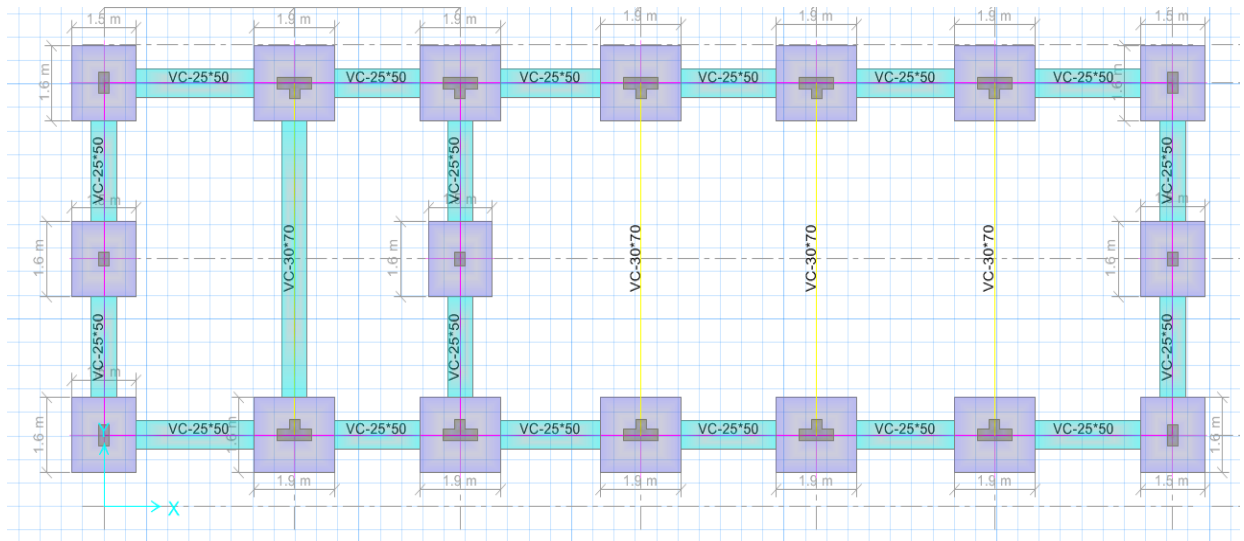 1.5 m 1.9 m 1.9 m 1.9 m 1.9 m 1.9 m 1.5 m
VC-25*50 VC-25*50 VC-25*50 VC-25*50 VC-25*50 VC-25*50
1.6 m 1.6 m
VC-25*50 VC-25*50 VC-25*50
1.6 m 1.6 m 1.6 m
VC-30*70 VC-30*70 VC-30*70 VC-30*70
VC-25*50 VC-25*50 VC-25*50
VC-25*50 VC-25*50 VC-25*50 VC-25*50 VC-25*50 VC-25*50
1.6 m 1.6 m 1.6 m
1.9 m 1.9 m 1.9 m 1.9 m 1.9 m 1.5 m
X